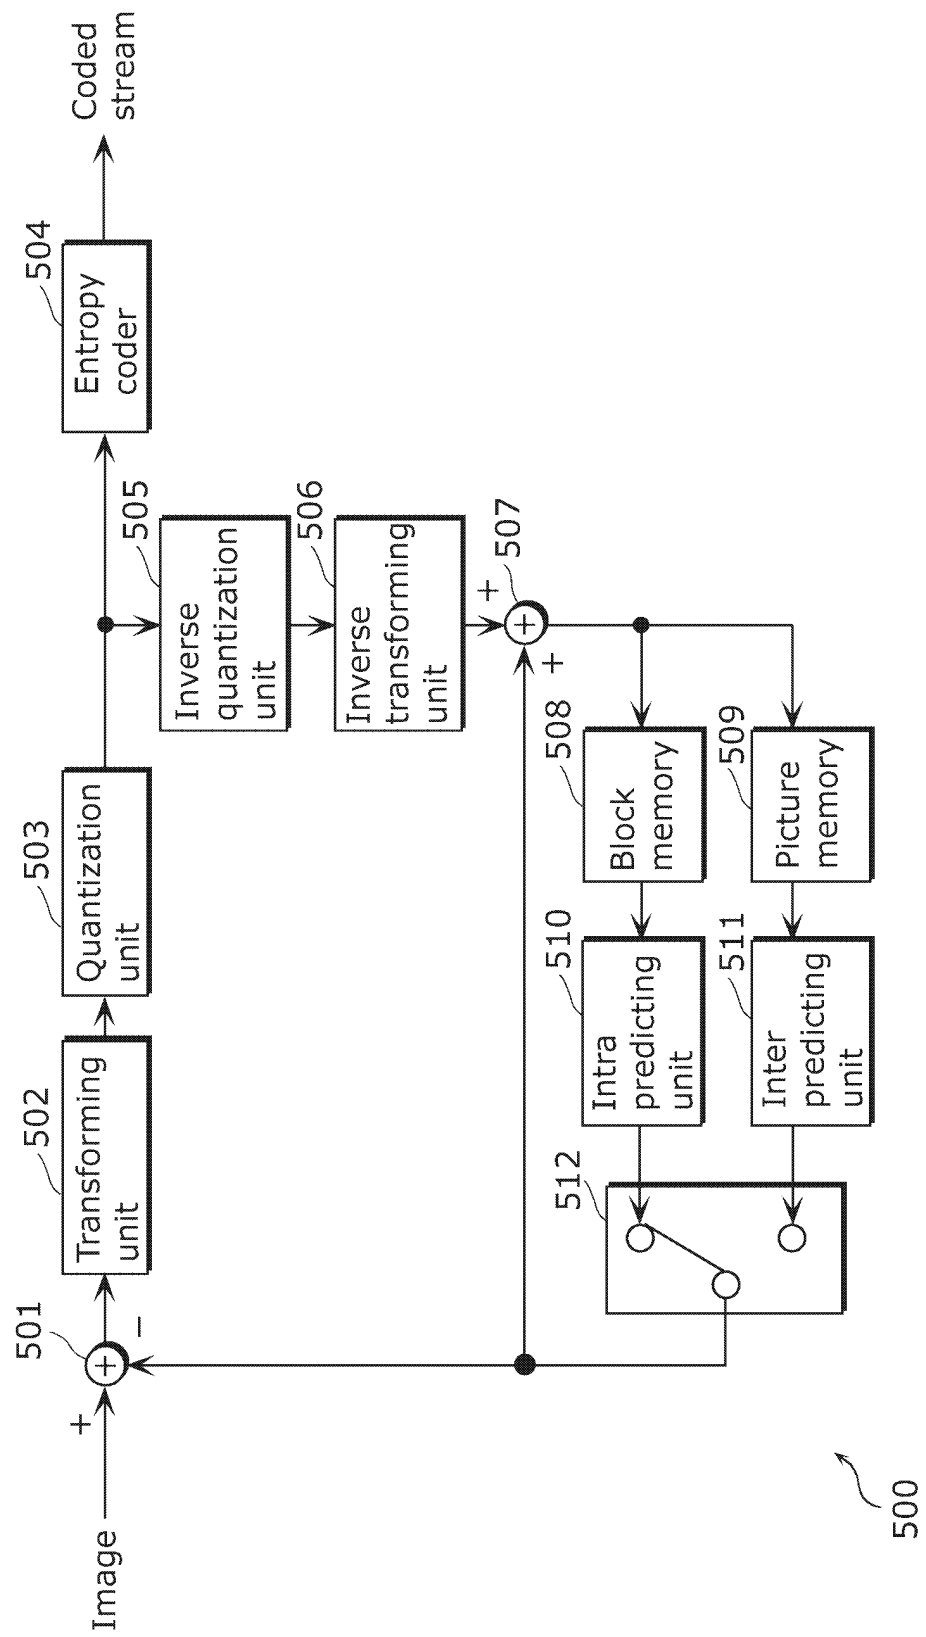 Image
+
501
−
502
Transforming
unit
503
Quantization
unit
504
Entropy
coder
Coded
stream
505
Inverse
quantization
unit
506
Inverse
transforming
unit
+
507
+
508
Block
memory
509
Picture
memory
510
Intra
predicting
unit
511
Inter
predicting
unit
512
500